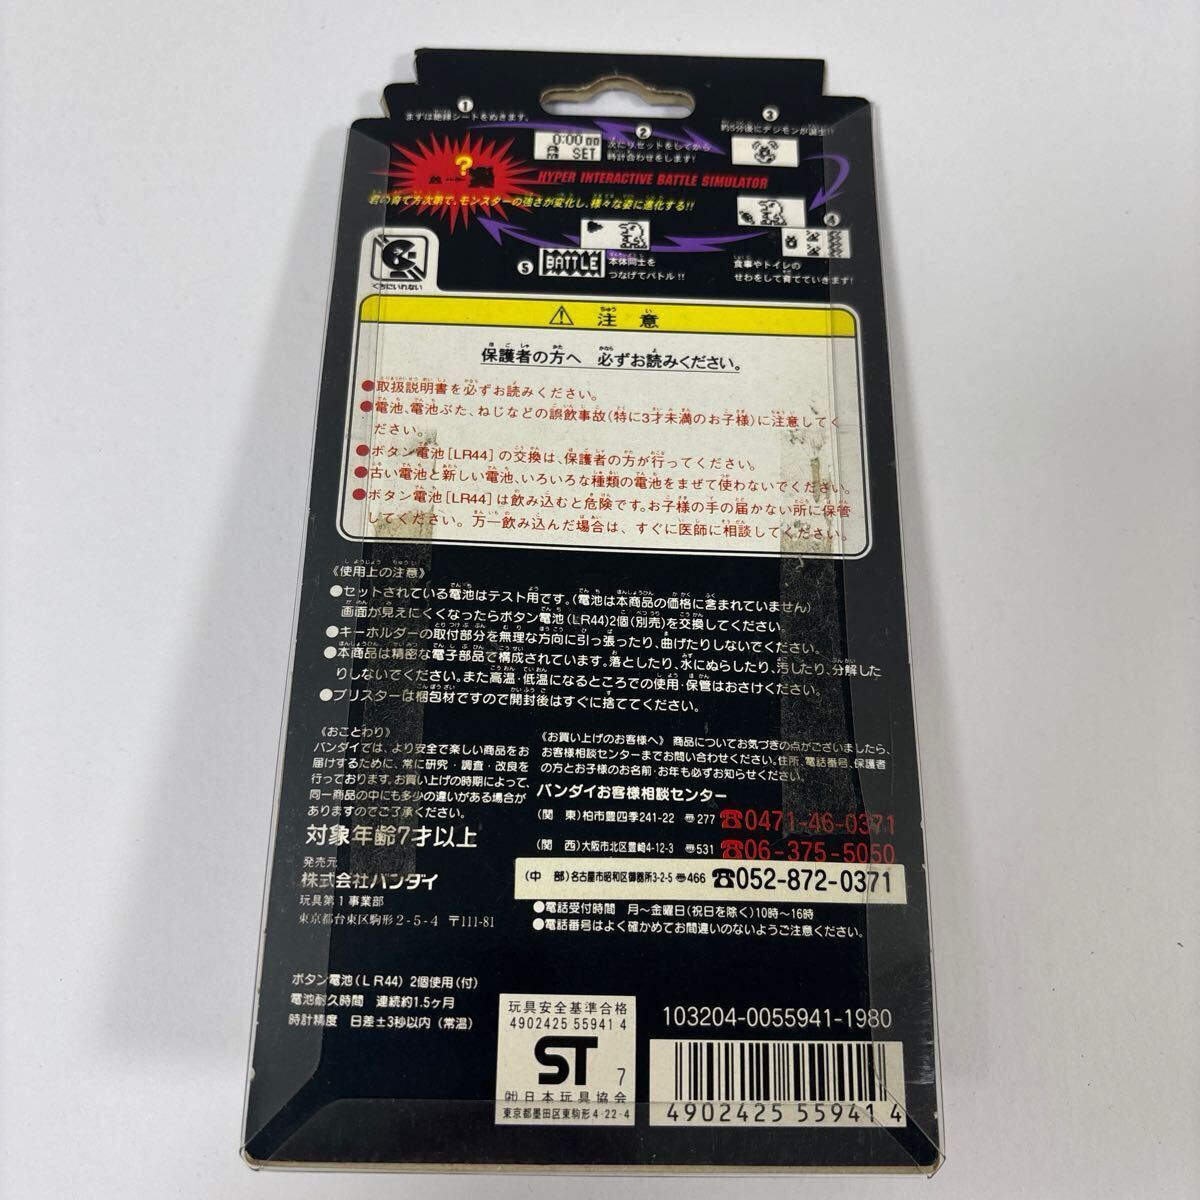 ①
まずは絶縁シートをぬきます。
②
0:00 00
AM SET
次にリセットをしてから
時計合わせをします!
③
約5分後にデジモンが誕生!!
?
HYPER INTERACTIVE BATTLE SIMULATOR
君の育て方次第で、モンスターの強さが変化し、様々な姿に進化する!!
④
食事やトイレの
せわをして育てていきます!
⑤
BATTLE
本体同士を
つなげてバトル!!
くちにいれない
⚠ 注意
保護者の方へ 必ずお読みください。
●取扱説明書を必ずお読みください。
●電池、電池ぶた、ねじなどの誤飲事故(特に3才未満のお子様)に注意してく
ださい。
●ボタン電池[LR44]の交換は、保護者の方が行ってください。
●古い電池と新しい電池、いろいろな種類の電池をまぜて使わないでください。
●ボタン電池[LR44]は飲み込むと危険です。お子様の手の届かない所に保管
してください。万一飲み込んだ場合は、すぐに医師に相談してください。
《使用上の注意》
●セットされている電池はテスト用です。(電池は本商品の価格に含まれていません)
画面が見えにくくなったらボタン電池(LR44)2個(別売)を交換してください。
●キーホルダーの取付部分を無理な方向に引っ張ったり、曲げたりしないでください。
●本商品は精密な電子部品で構成されています。落としたり、水にぬらしたり、汚したり、分解した
りしないでください。また高温・低温になるところでの使用・保管はおさけください。
●ブリスターは梱包材ですので開封後はすぐに捨ててください。
《おことわり》
バンダイでは、より安全で楽しい商品をお
届けするために、常に研究・調査・改良を
行っております。お買い上げの時期によって、
同一商品の中にも多少の違いがある場合が
ありますのでご了承ください。
対象年齢7才以上
発売元
株式会社バンダイ
玩具第1事業部
東京都台東区駒形2-5-4 〒111-81
《お買い上げのお客様へ》 商品についてお気づきの点がございましたら、
お客様相談センターまでお問い合わせください。住所、電話番号、保護者
の方とお子様のお名前・お年も必ずお知らせください。
バンダイお客様相談センター
(関 東)柏市豊四季241-22 〠277 ☎0471-46-0371
(関 西)大阪市北区豊崎4-12-3 〠531 ☎06-375-5050
(中 部)名古屋市昭和区御器所3-2-5 〠466 ☎052-872-0371
●電話受付時間 月〜金曜日(祝日を除く)10時〜16時
●電話番号はよく確かめてお間違いのないようご注意ください。
ボタン電池(LR44) 2個使用(付)
電池耐久時間 連続約1.5ヶ月
時計精度 日差±3秒以内(常温)
玩具安全基準合格
4902425 55941 4
ST 7
(社)日本玩具協会
東京都墨田区東駒形4-22-4
103204-0055941-1980
4902425 559414